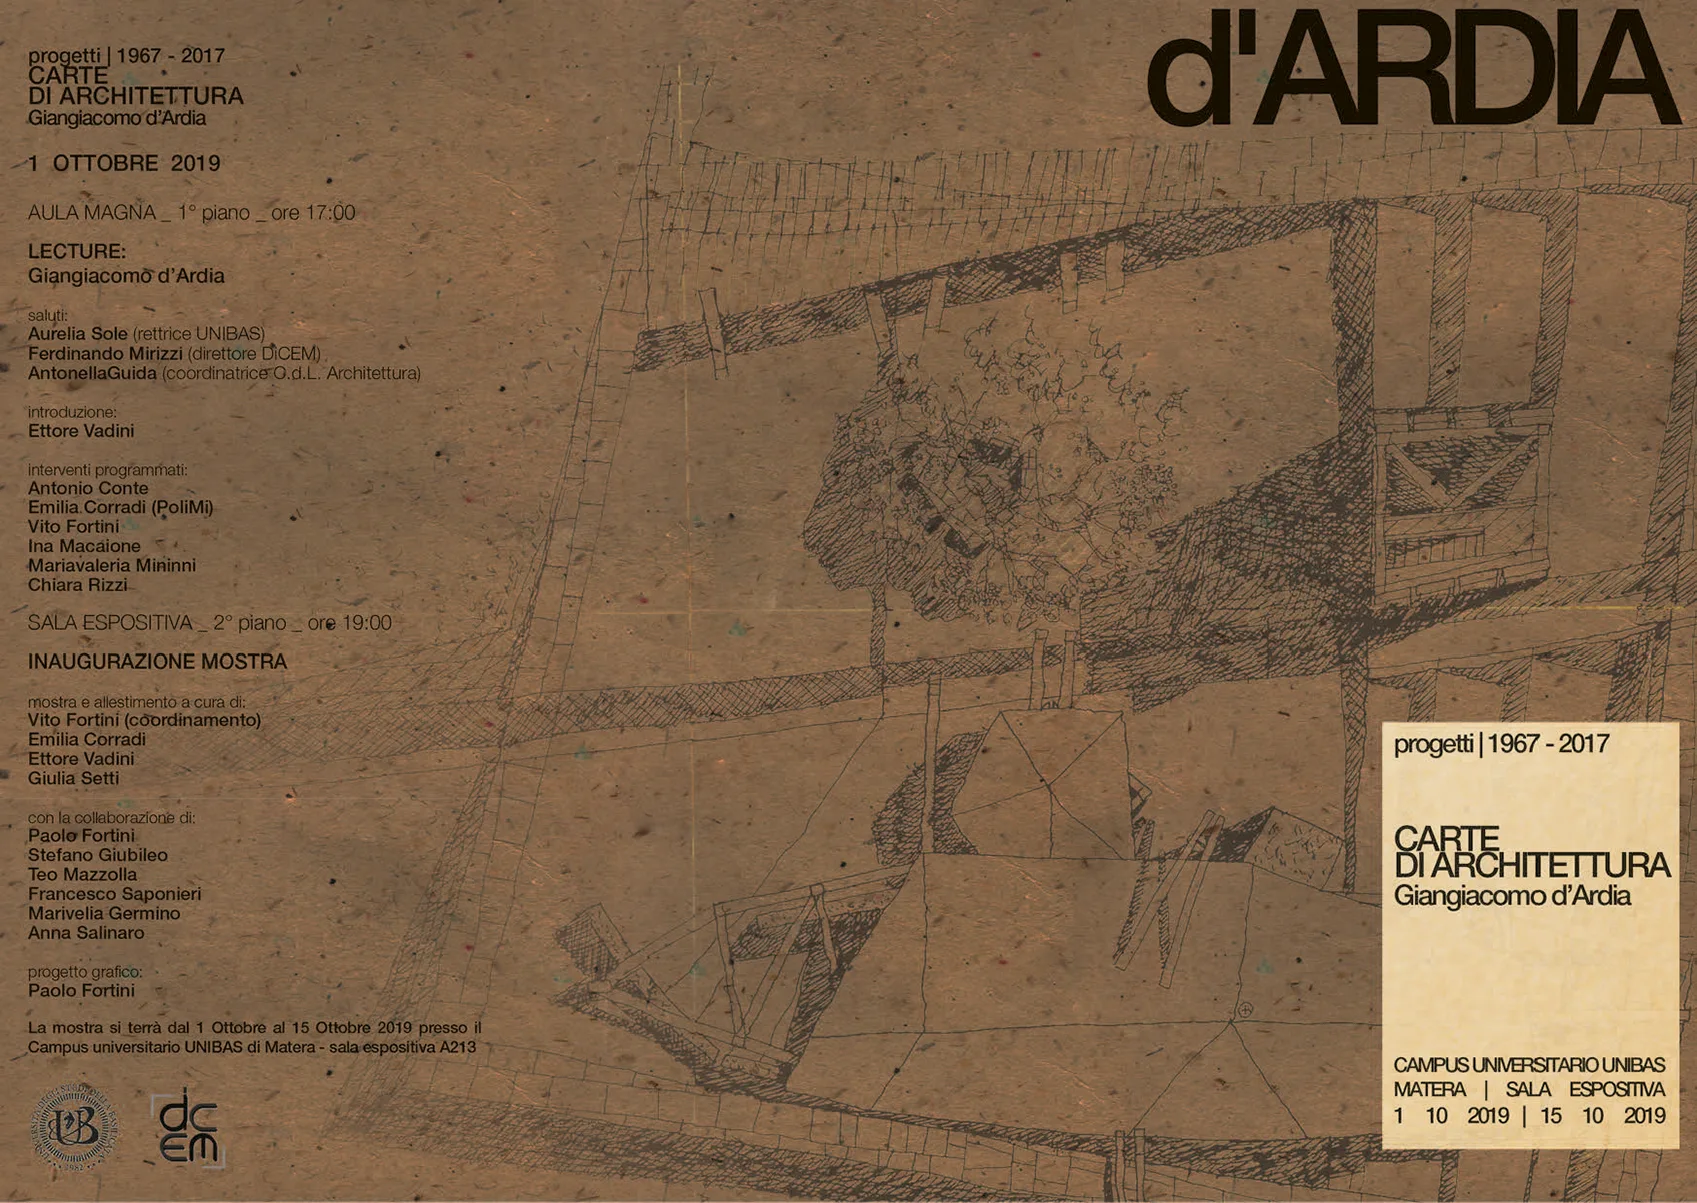 d'ARDIA
progetti | 1967 - 2017
CARTE
DI ARCHITETTURA
Giangiacomo d'Ardia
1 OTTOBRE 2019
AULA MAGNA _ 1° piano _ ore 17:00
LECTURE:
Giangiacomo d'Ardia
saluti:
Aurelia Sole (rettrice UNIBAS)
Ferdinando Mirizzi (direttore DiCEM)
AntonellaGuida (coordinatrice C.d.L. Architettura)
introduzione:
Ettore Vadini
interventi programmati:
Antonio Conte
Emilia Corradi (PoliMi)
Vito Fortini
Ina Macaione
Mariavaleria Mininni
Chiara Rizzi
SALA ESPOSITIVA _ 2° piano _ ore 19:00
INAUGURAZIONE MOSTRA
mostra e allestimento a cura di:
Vito Fortini (coordinamento)
Emilia Corradi
Ettore Vadini
Giulia Setti
con la collaborazione di:
Paolo Fortini
Stefano Giubileo
Teo Mazzolla
Francesco Saponieri
Marivelia Germino
Anna Salinaro
progetto grafico:
Paolo Fortini
La mostra si terrà dal 1 Ottobre al 15 Ottobre 2019 presso il
Campus universitario UNIBAS di Matera - sala espositiva A213
UB
1982
dic
EM
progetti | 1967 - 2017
CARTE
DI ARCHITETTURA
Giangiacomo d'Ardia
CAMPUS UNIVERSITARIO UNIBAS
MATERA | SALA ESPOSITIVA
1 10 2019 | 15 10 2019